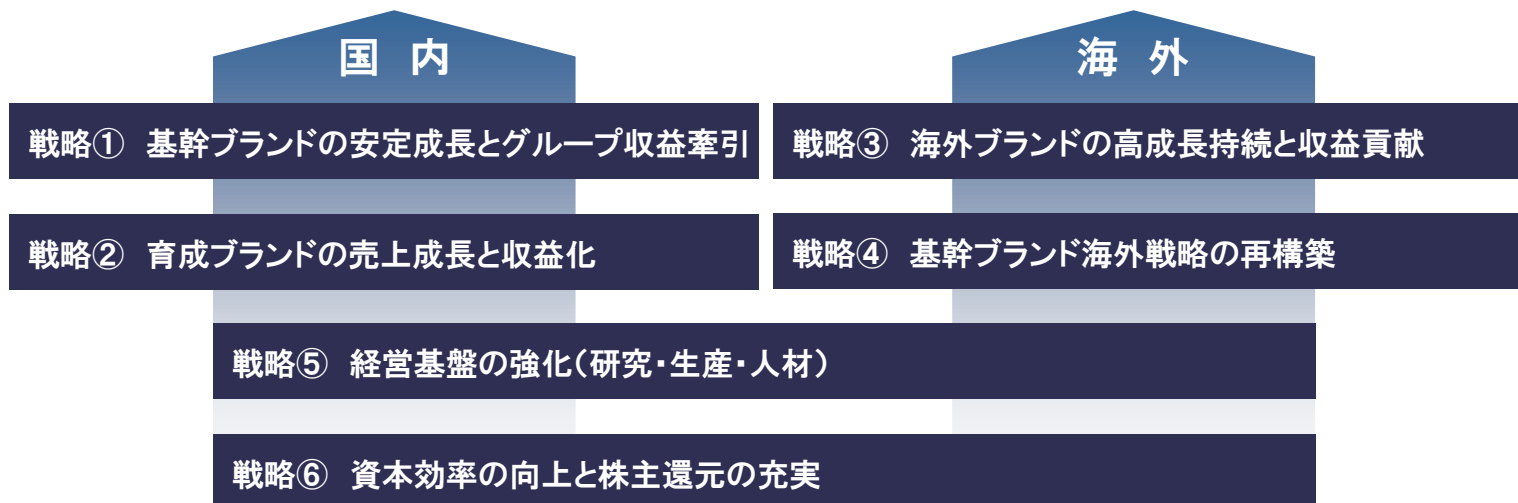 国 内
海 外
戦略① 基幹ブランドの安定成長とグループ収益牽引
戦略③ 海外ブランドの高成長持続と収益貢献
戦略② 育成ブランドの売上成長と収益化
戦略④ 基幹ブランド海外戦略の再構築
戦略⑤ 経営基盤の強化(研究・生産・人材)
戦略⑥ 資本効率の向上と株主還元の充実